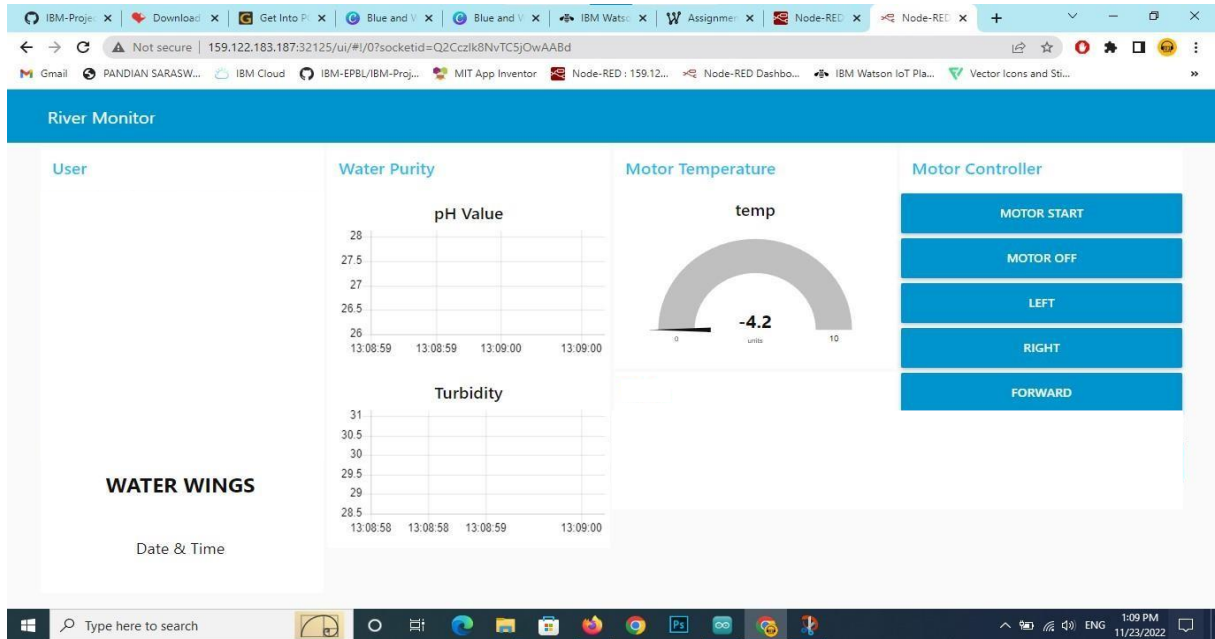 IBM-Projec
Download
Get Into PC
Blue and V
Blue and V
IBM Watso
Assignmen
Node-RED
Node-RED
Not secure | 159.122.183.187:32125/ui/#!/0?socketid=Q2CczIk8NvTC5jOwAABd
Gmail
PANDIAN SARASW...
IBM Cloud
IBM-EPBL/IBM-Proj...
MIT App Inventor
Node-RED : 159.12...
Node-RED Dashbo...
IBM Watson IoT Pla...
Vector Icons and Sti...
River Monitor
User
WATER WINGS
Date & Time
Water Purity
pH Value
28
27.5
27
26.5
26
13:08:59 13:08:59 13:09:00 13:09:00
Turbidity
31
30.5
30
29.5
29
28.5
13:08:58 13:08:58 13:08:59 13:09:00
Motor Temperature
temp
-4.2
0 units 10
Motor Controller
MOTOR START
MOTOR OFF
LEFT
RIGHT
FORWARD
Type here to search
Ps
ENG
1:09 PM
11/23/2022